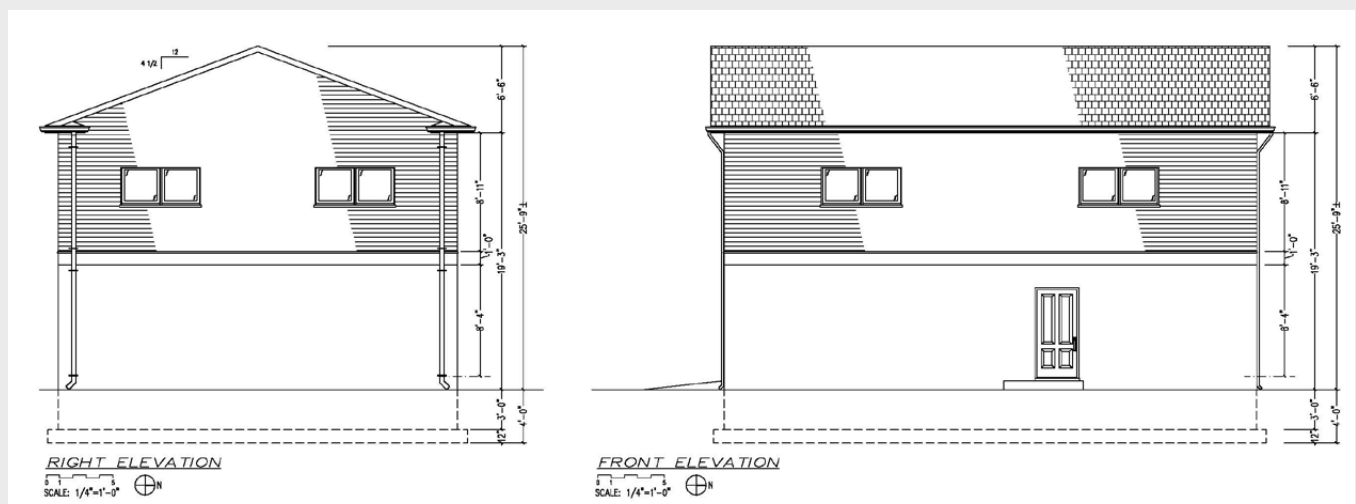 12
4 1/2
6'-6"
8'-11"
1'-0"
19'-3"
25'-9"±
8'-4"
3'-0"
12"
4'-0"
RIGHT ELEVATION
0 1 5
N
SCALE: 1/4"=1'-0"
6'-6"
8'-11"
1'-0"
19'-3"
25'-9"±
8'-4"
3'-0"
12"
4'-0"
FRONT ELEVATION
0 1 5
N
SCALE: 1/4"=1'-0"